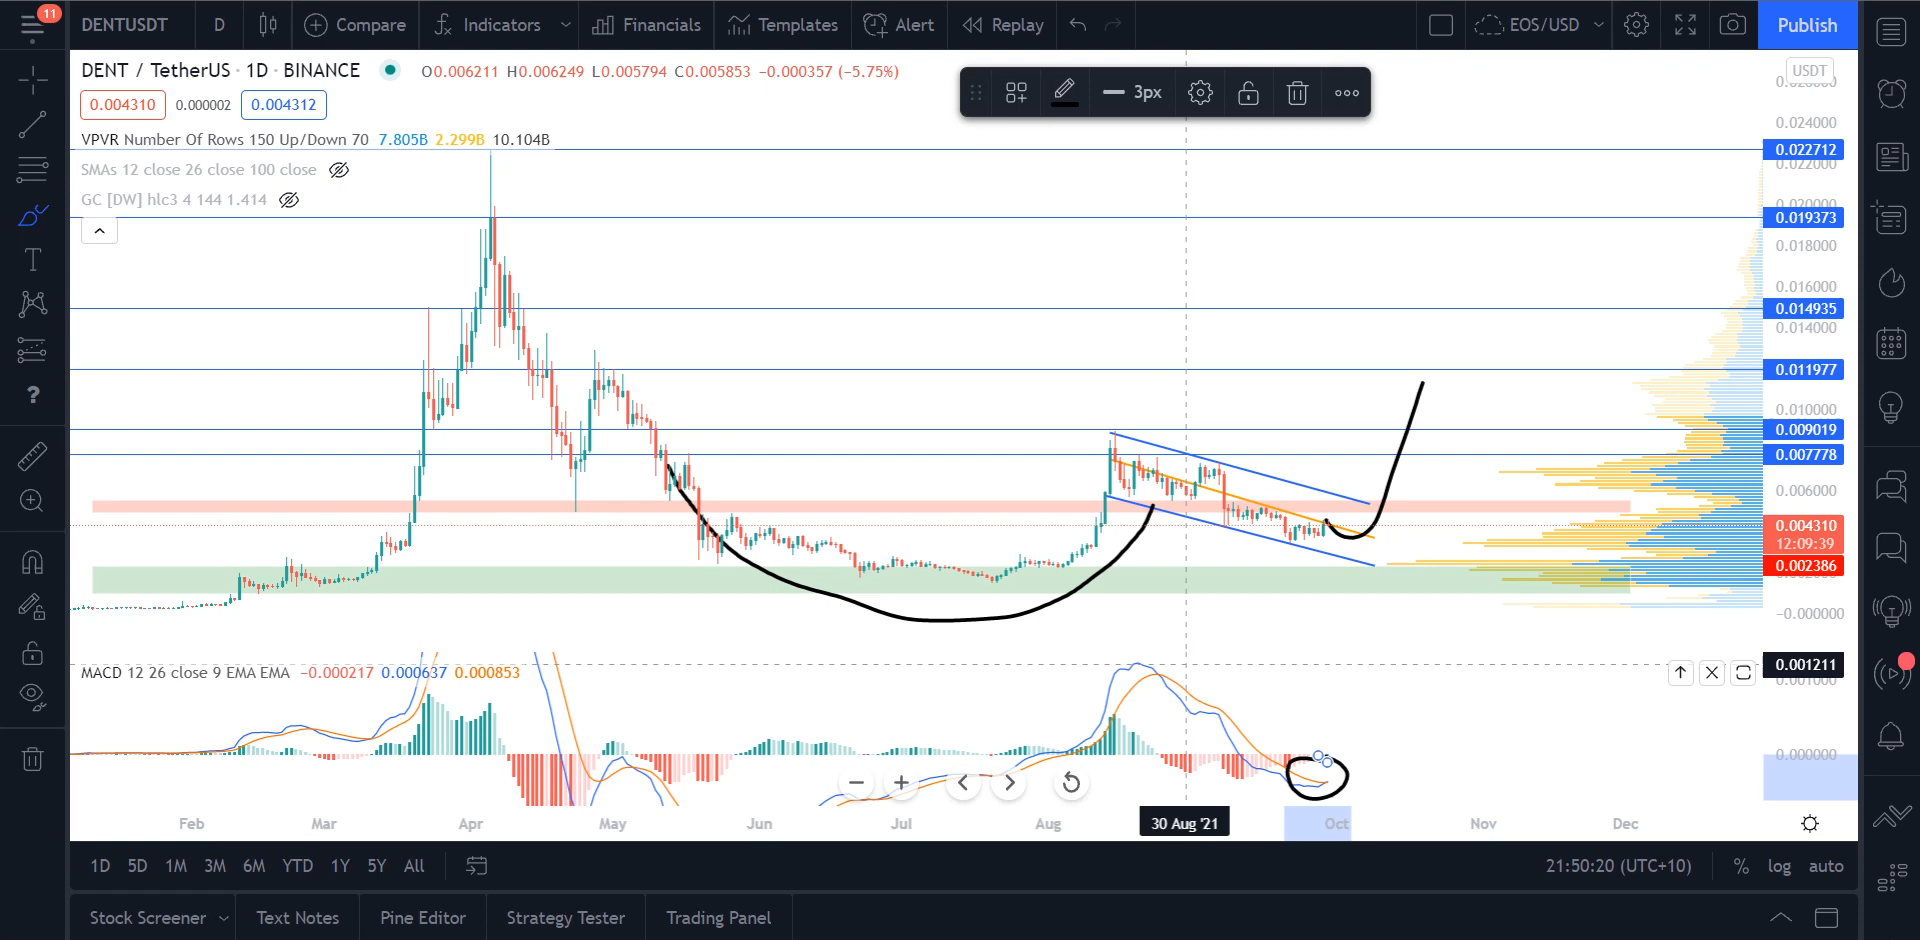 11
DENTUSDT D Compare Indicators Financials Templates Alert Replay EOS/USD Publish
DENT / TetherUS · 1D · BINANCE O0.006211 H0.006249 L0.005794 C0.005853 −0.000357 (−5.75%)
0.004310 0.000002 0.004312
3px
USDT
VPVR Number Of Rows 150 Up/Down 70 7.805B 2.299B 10.104B
SMAs 12 close 26 close 100 close
GC [DW] hlc3 4 144 1.414
T
?
0.024000
0.022712
0.022000
0.019373
0.018000
0.016000
0.014935
0.014000
0.011977
0.010000
0.009019
0.007778
0.006000
0.004310
12:09:39
0.002386
−0.000000
MACD 12 26 close 9 EMA EMA −0.000217 0.000637 0.000853
0.001211
0.001000
0.000000
Feb Mar Apr May Jun Jul Aug 30 Aug '21 Oct Nov Dec
1D 5D 1M 3M 6M YTD 1Y 5Y All 21:50:20 (UTC+10) % log auto
Stock Screener Text Notes Pine Editor Strategy Tester Trading Panel